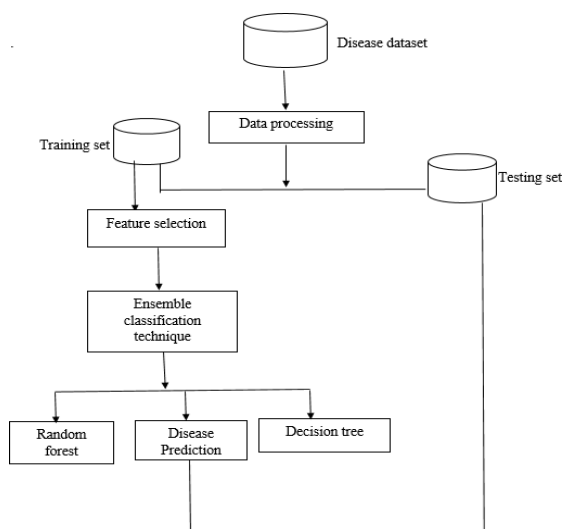 Disease dataset
Data processing
Training set
Testing set
Feature selection
Ensemble
classification
technique
Random
forest
Disease
Prediction
Decision tree